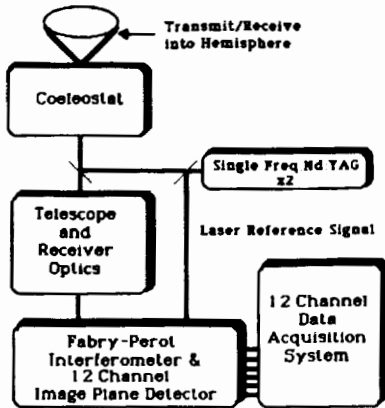 Transmit/Receive
into Hemisphere
Coeleostat
Single Freq Nd YAG
x2
Telescope
and
Receiver
Optics
Laser Reference Signal
12 Channel
Data
Acquisition
System
Fabry-Perot
Interferometer &
12 Channel
Image Plane Detector